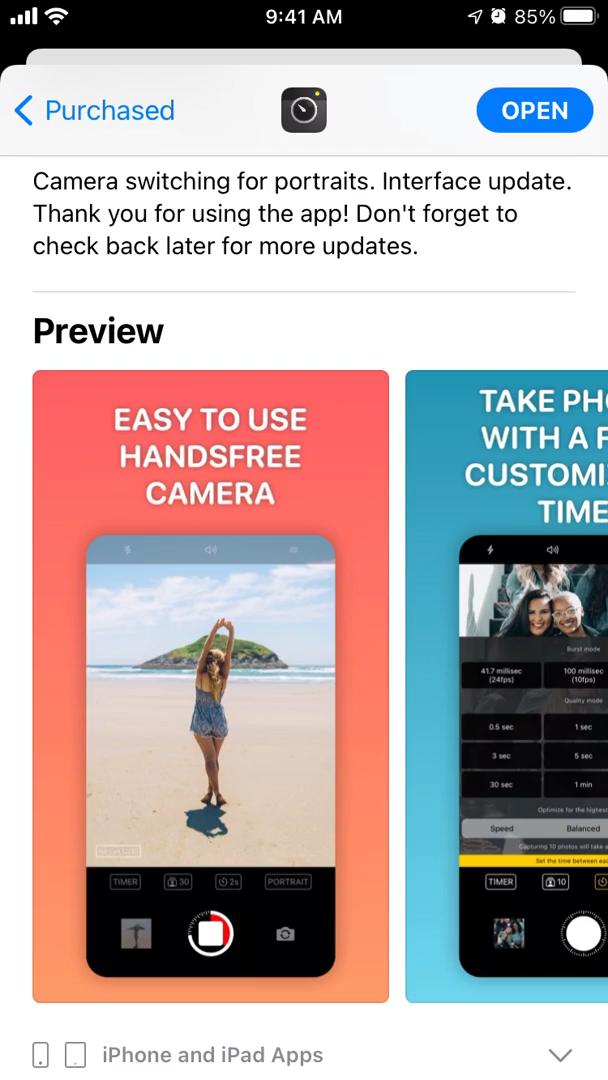 9:41 AM
85%
Purchased
OPEN
Camera switching for portraits. Interface update.
Thank you for using the app! Don't forget to
check back later for more updates.
Preview
EASY TO USE
HANDSFREE
CAMERA
TIMER
30
2s
PORTRAIT
TAKE PHO
WITH A F
CUSTOMI
TIME
Burst mode
41.7 millisec
(24fps)
100 millisec
(10fps)
Quality mode
0.5 sec
1 sec
3 sec
5 sec
30 sec
1 min
Optimize for the highest
Speed
Balanced
Capturing 10 photos will take a
Set the time between ea
TIMER
10
iPhone and iPad Apps